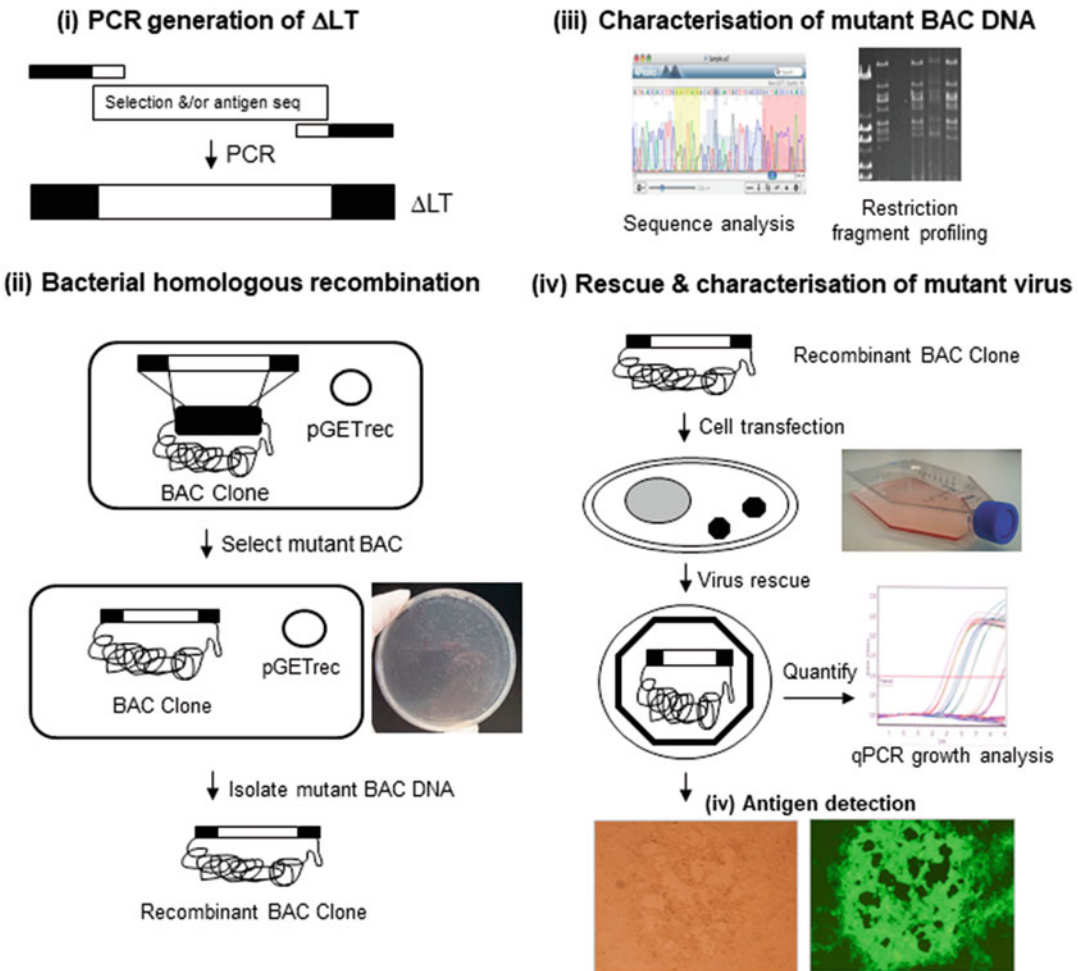 (i) PCR generation of ΔLT
Selection &/or antigen seq
PCR
ΔLT
(ii) Bacterial homologous recombination
pGETrec
BAC Clone
Select mutant BAC
pGETrec
BAC Clone
Isolate mutant BAC DNA
Recombinant BAC Clone
(iii) Characterisation of mutant BAC DNA
Sequence analysis
Restriction
fragment profiling
(iv) Rescue & characterisation of mutant virus
Recombinant BAC Clone
Cell transfection
Virus rescue
Quantify
qPCR growth analysis
(iv) Antigen detection